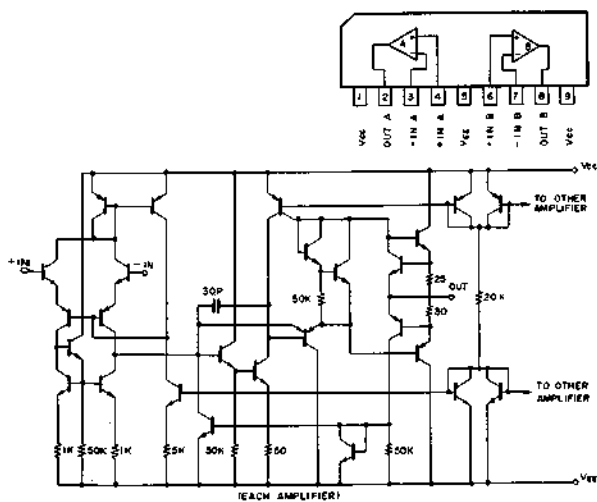 A
B
1 2 3 4 5 6 7 8 9
Vcc
OUT A
-IN A
+IN A
+IN B
-IN B
OUT B
Vcc
Vcc
TO OTHER
AMPLIFIER
+IN
-IN
30P
50K
25
OUT
30
20K
TO OTHER
AMPLIFIER
1K 50K 1K 5K 50 50K
VEE
(EACH AMPLIFIER)